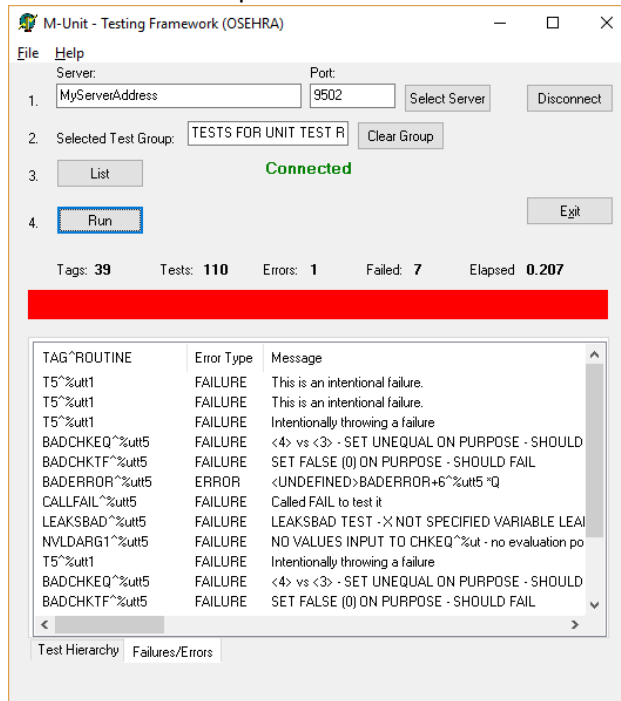 M-Unit - Testing Framework (OSEHRA)
File Help
Server: Port:
1. MyServerAddress 9502 Select Server Disconnect
2. Selected Test Group: TESTS FOR UNIT TEST R Clear Group
3. List Connected
4. Run Exit
Tags: 39 Tests: 110 Errors: 1 Failed: 7 Elapsed 0.207
TAG^ROUTINE Error Type Message
T5^%utt1 FAILURE This is an intentional failure.
T5^%utt1 FAILURE This is an intentional failure.
T5^%utt1 FAILURE Intentionally throwing a failure
BADCHKEQ^%utt5 FAILURE <4> vs <3> - SET UNEQUAL ON PURPOSE - SHOULD
BADCHKTF^%utt5 FAILURE SET FALSE (0) ON PURPOSE - SHOULD FAIL
BADERROR^%utt5 ERROR <UNDEFINED>BADERROR+6^%utt5 *Q
CALLFAIL^%utt5 FAILURE Called FAIL to test it
LEAKSBAD^%utt5 FAILURE LEAKSBAD TEST - X NOT SPECIFIED VARIABLE LEA
NVLDARG1^%utt5 FAILURE NO VALUES INPUT TO CHKEQ^%ut - no evaluation po
T5^%utt1 FAILURE Intentionally throwing a failure
BADCHKEQ^%utt5 FAILURE <4> vs <3> - SET UNEQUAL ON PURPOSE - SHOULD
BADCHKTF^%utt5 FAILURE SET FALSE (0) ON PURPOSE - SHOULD FAIL
Test Hierarchy Failures/Errors